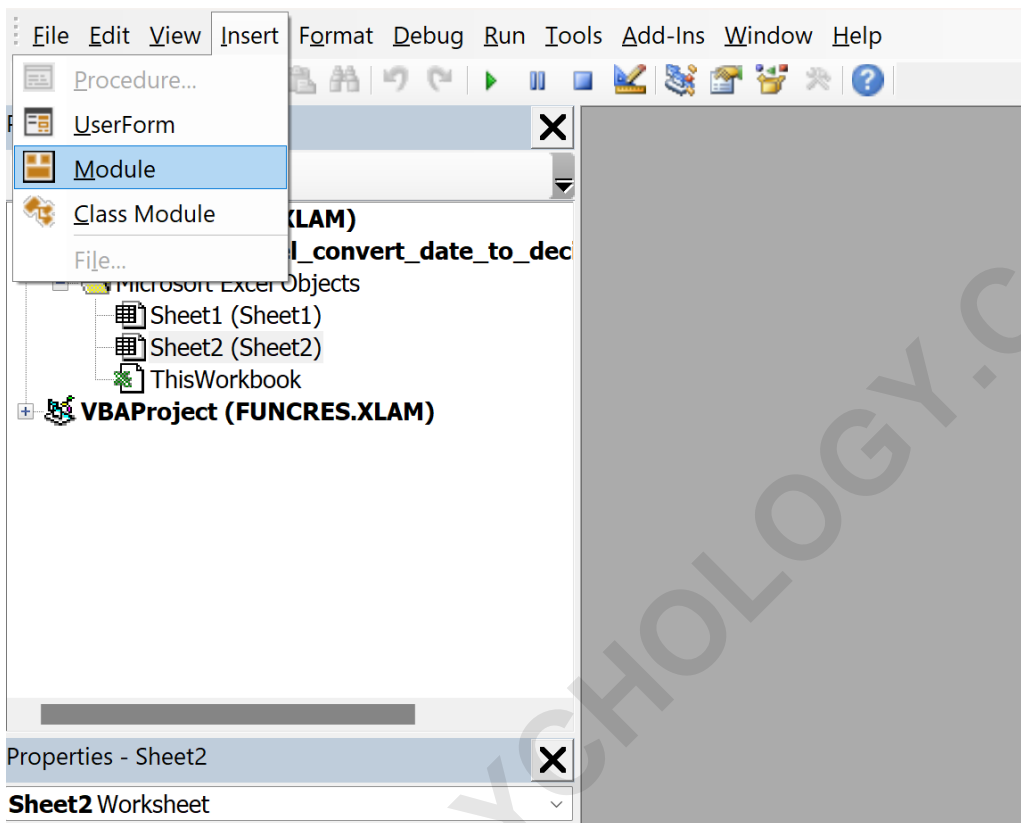 File Edit View Insert Format Debug Run Tools Add-Ins Window Help
Procedure...
UserForm
Module
Class Module
File...
XLAM)
l_convert_date_to_deci
Microsoft Excel Objects
Sheet1 (Sheet1)
Sheet2 (Sheet2)
ThisWorkbook
VBAProject (FUNCRES.XLAM)
Properties - Sheet2
Sheet2 Worksheet
YCHOLOGY.C